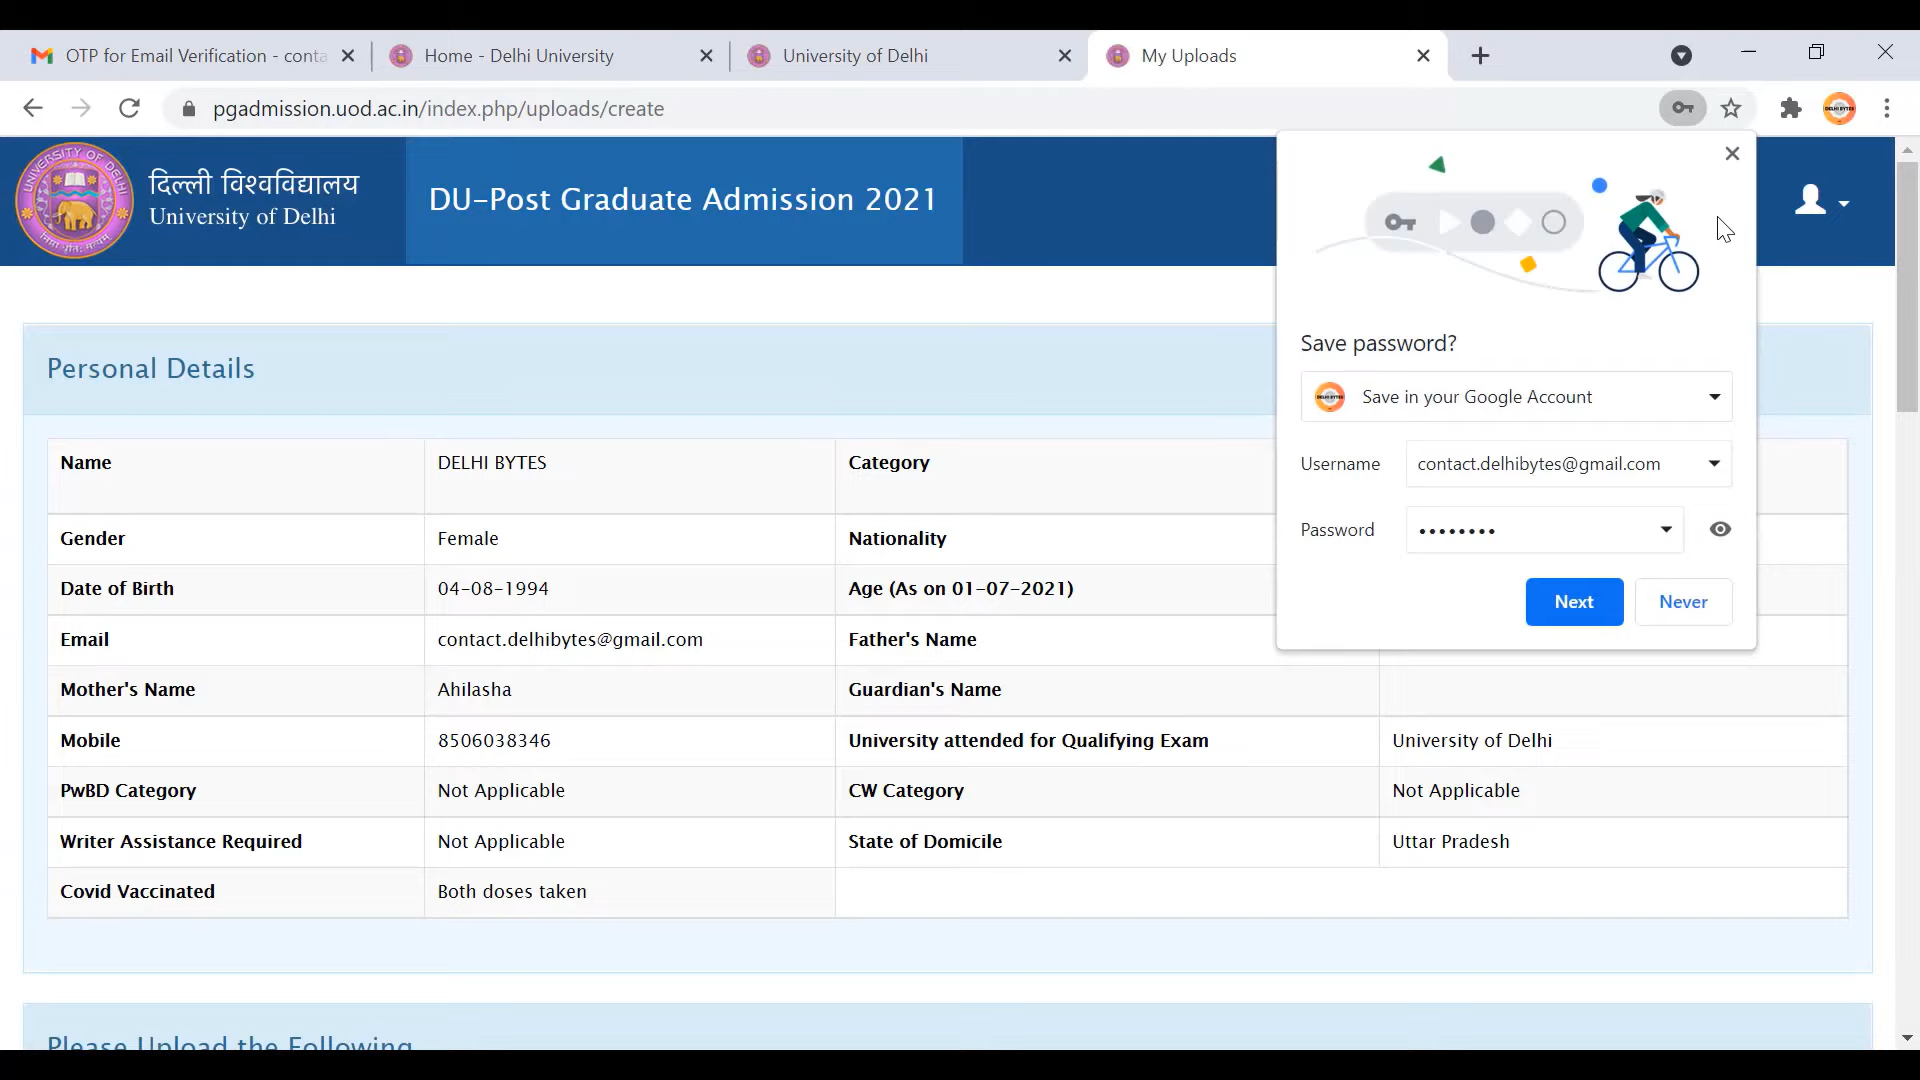 OTP for Email Verification - conta
Home - Delhi University
University of Delhi
My Uploads
pgadmission.uod.ac.in/index.php/uploads/create
UNIVERSITY OF DELHI
दिल्ली विश्वविद्यालय
University of Delhi
DU-Post Graduate Admission 2021
Save password?
DELHI BYTES
Save in your Google Account
Username contact.delhibytes@gmail.com
Password ••••••••
Next Never
Personal Details
Name DELHI BYTES Category
Gender Female Nationality
Date of Birth 04-08-1994 Age (As on 01-07-2021)
Email contact.delhibytes@gmail.com Father's Name
Mother's Name Ahilasha Guardian's Name
Mobile 8506038346 University attended for Qualifying Exam University of Delhi
PwBD Category Not Applicable CW Category Not Applicable
Writer Assistance Required Not Applicable State of Domicile Uttar Pradesh
Covid Vaccinated Both doses taken
Please Upload the Following